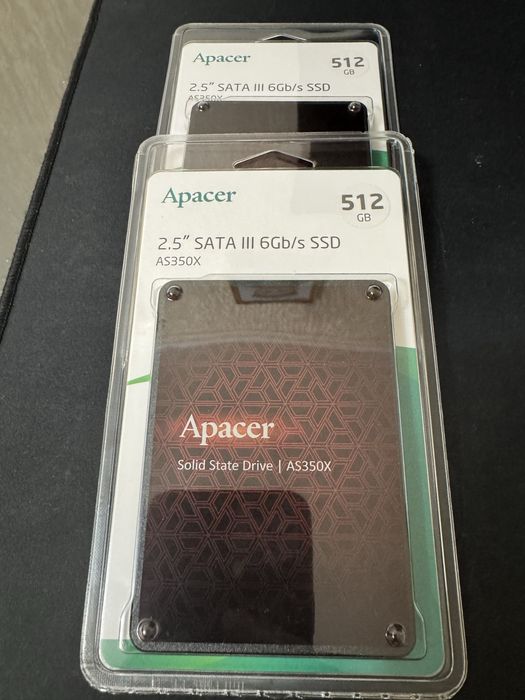 Apacer
512
GB
2.5” SATA III 6Gb/s SSD
AS350X
Apacer
512
GB
2.5” SATA III 6Gb/s SSD
AS350X
Apacer
Solid State Drive | AS350X